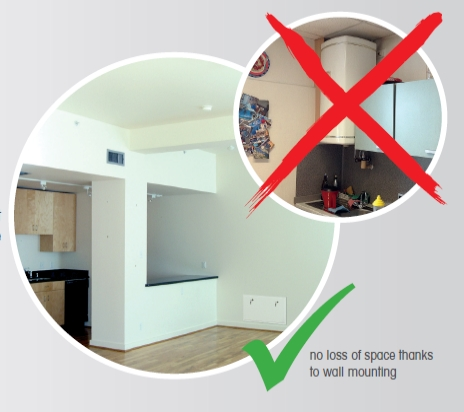 no loss of space thanks
to wall mounting